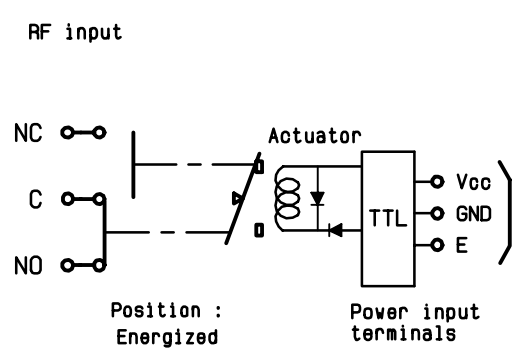 RF input
NC
Actuator
Vcc
C
TTL
GND
E
NO
Position :
Energized
Power input
terminals